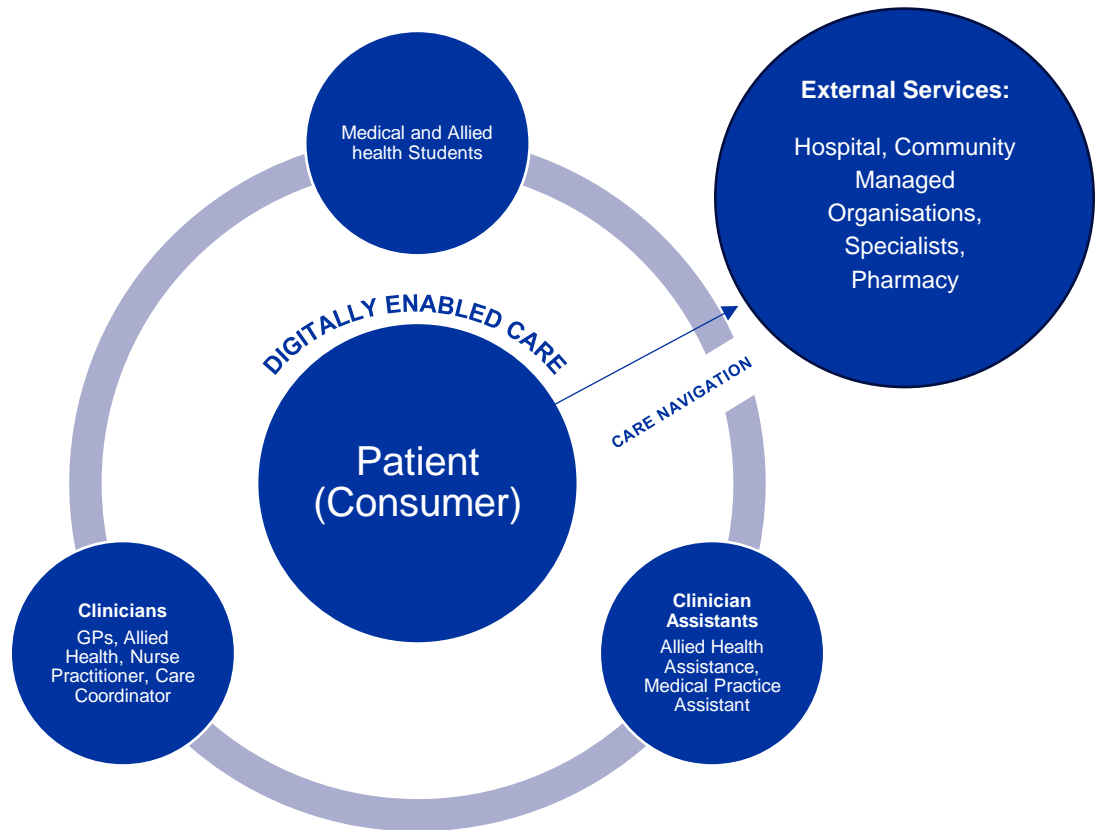 Medical and Allied
health Students
External Services:
Hospital, Community
Managed
Organisations,
Specialists,
Pharmacy
DIGITALLY ENABLED CARE
CARE NAVIGATION
Patient
(Consumer)
Clinicians
GPs, Allied
Health, Nurse
Practitioner, Care
Coordinator
Clinician
Assistants
Allied Health
Assistance,
Medical Practice
Assistant